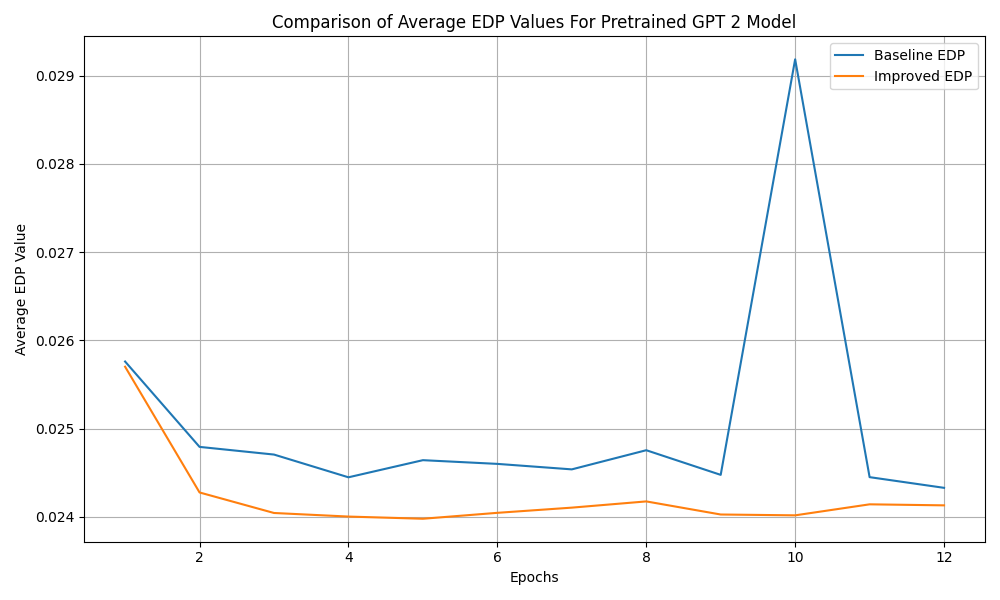 Comparison of Average EDP Values For Pretrained GPT 2 Model
Baseline EDP
Improved EDP
Average EDP Value
0.029
0.028
0.027
0.026
0.025
0.024
2 4 6 8 10 12
Epochs